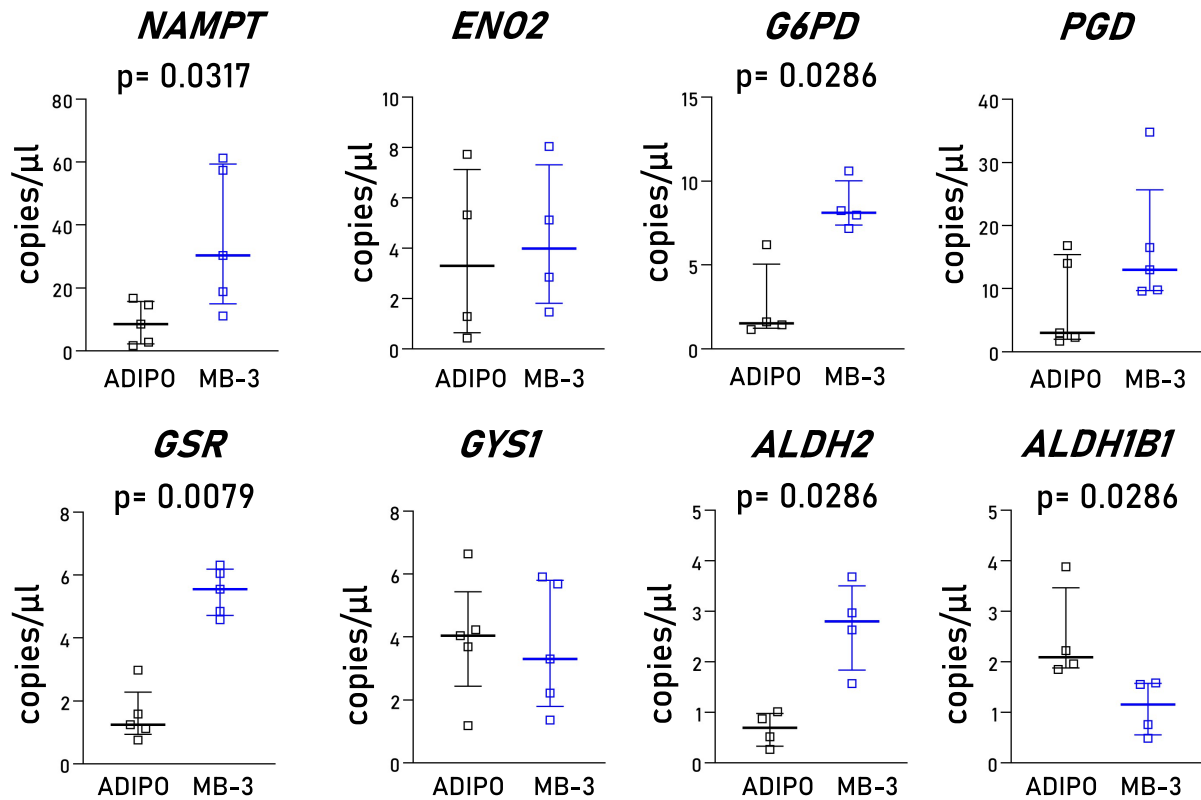 NAMPT
p= 0.0317
copies/µl
80
60
40
20
0
ADIPO MB-3
ENO2
copies/µl
10
8
6
4
2
0
ADIPO MB-3
G6PD
p= 0.0286
copies/µl
15
10
5
0
ADIPO MB-3
PGD
copies/µl
40
30
20
10
0
ADIPO MB-3
GSR
p= 0.0079
copies/µl
8
6
4
2
0
ADIPO MB-3
GYS1
copies/µl
8
6
4
2
0
ADIPO MB-3
ALDH2
p= 0.0286
copies/µl
5
4
3
2
1
0
ADIPO MB-3
ALDH1B1
p= 0.0286
copies/µl
5
4
3
2
1
0
ADIPO MB-3